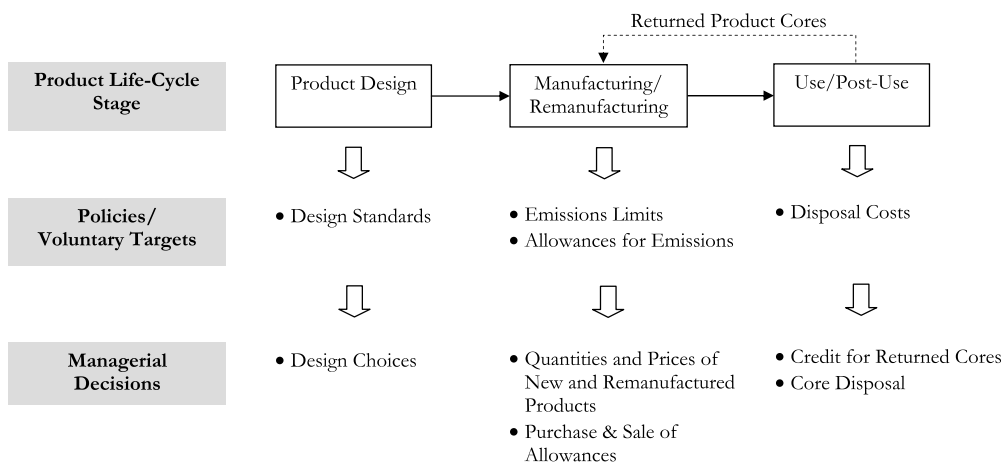 Returned Product Cores
Product Life-Cycle
Stage
Product Design
Manufacturing/
Remanufacturing
Use/Post-Use
Policies/
Voluntary Targets
• Design Standards
• Emissions Limits
• Allowances for Emissions
• Disposal Costs
Managerial
Decisions
• Design Choices
• Quantities and Prices of
New and Remanufactured
Products
• Purchase & Sale of
Allowances
• Credit for Returned Cores
• Core Disposal